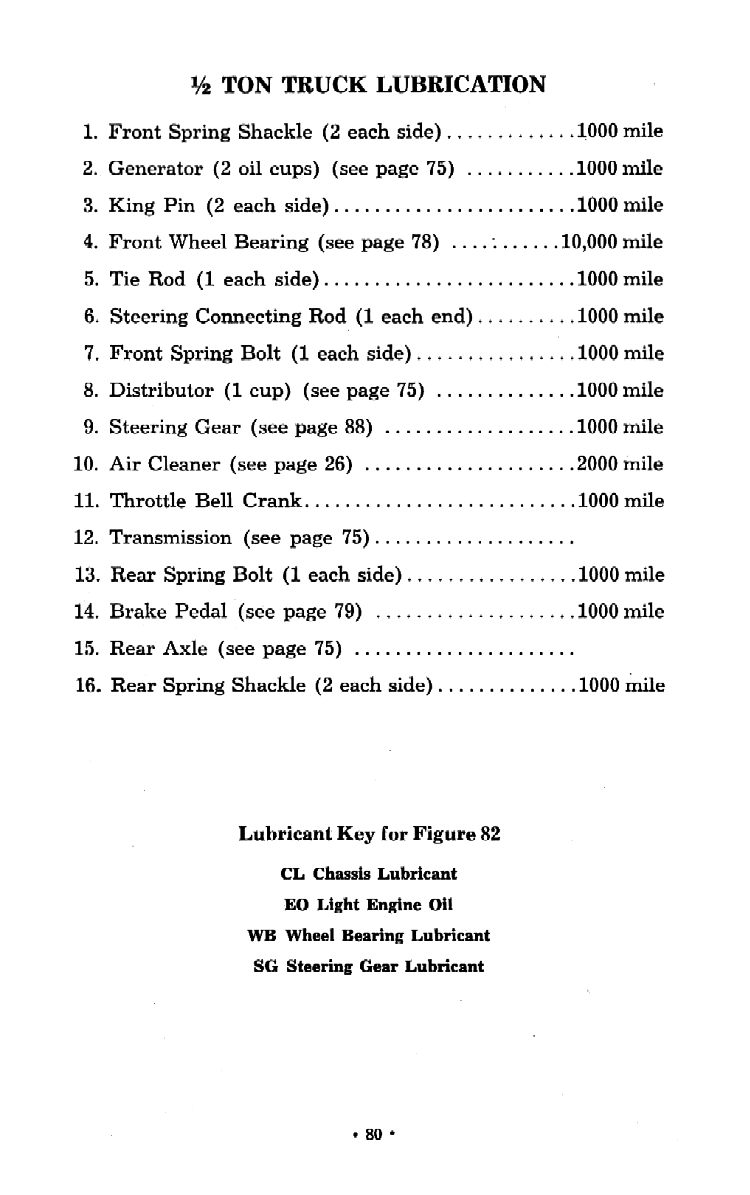 ½ TON TRUCK LUBRICATION
1. Front Spring Shackle (2 each side).............1000 mile
2. Generator (2 oil cups) (see page 75) ...........1000 mile
3. King Pin (2 each side)........................1000 mile
4. Front Wheel Bearing (see page 78) ...........10,000 mile
5. Tie Rod (1 each side).........................1000 mile
6. Steering Connecting Rod (1 each end)..........1000 mile
7. Front Spring Bolt (1 each side)................1000 mile
8. Distributor (1 cup) (see page 75) ..............1000 mile
9. Steering Gear (see page 88) ...................1000 mile
10. Air Cleaner (see page 26) .....................2000 mile
11. Throttle Bell Crank...........................1000 mile
12. Transmission (see page 75)....................
13. Rear Spring Bolt (1 each side).................1000 mile
14. Brake Pedal (see page 79) ....................1000 mile
15. Rear Axle (see page 75) ......................
16. Rear Spring Shackle (2 each side)..............1000 mile
Lubricant Key for Figure 82
CL Chassis Lubricant
EO Light Engine Oil
WB Wheel Bearing Lubricant
SG Steering Gear Lubricant
• 80 •